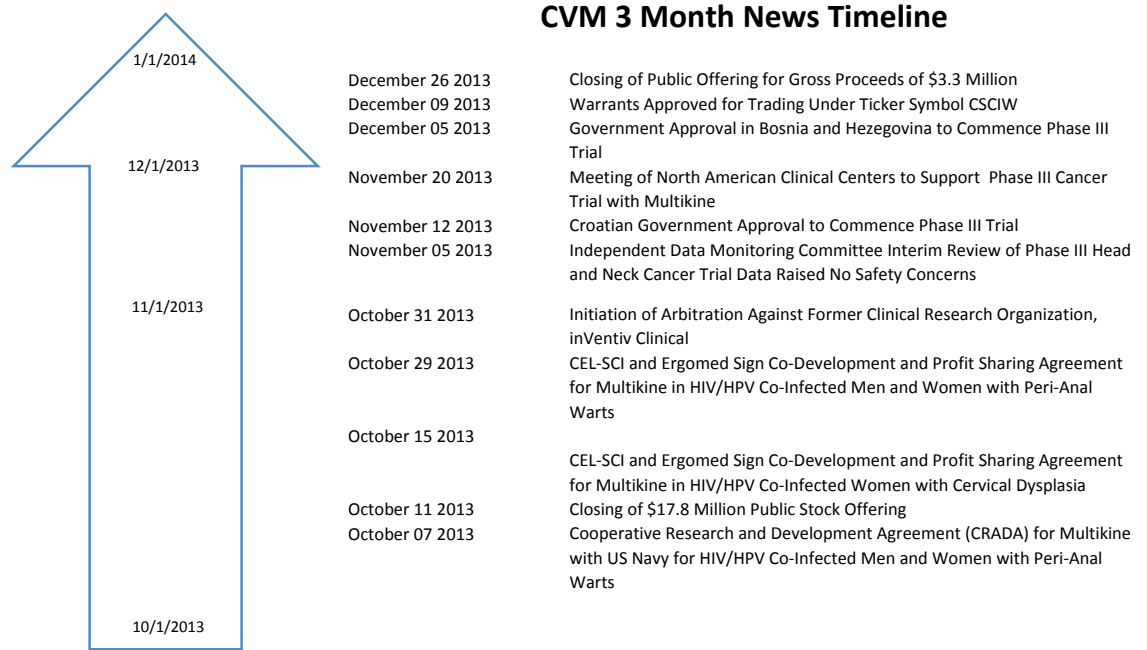 CVM 3 Month News Timeline
1/1/2014
December 26 2013 Closing of Public Offering for Gross Proceeds of $3.3 Million
December 09 2013 Warrants Approved for Trading Under Ticker Symbol CSCIW
December 05 2013 Government Approval in Bosnia and Hezegovina to Commence Phase III
Trial
12/1/2013
November 20 2013 Meeting of North American Clinical Centers to Support Phase III Cancer
Trial with Multikine
November 12 2013 Croatian Government Approval to Commence Phase III Trial
November 05 2013 Independent Data Monitoring Committee Interim Review of Phase III Head
and Neck Cancer Trial Data Raised No Safety Concerns
11/1/2013
October 31 2013 Initiation of Arbitration Against Former Clinical Research Organization,
inVentiv Clinical
October 29 2013 CEL-SCI and Ergomed Sign Co-Development and Profit Sharing Agreement
for Multikine in HIV/HPV Co-Infected Men and Women with Peri-Anal
Warts
October 15 2013
CEL-SCI and Ergomed Sign Co-Development and Profit Sharing Agreement
for Multikine in HIV/HPV Co-Infected Women with Cervical Dysplasia
October 11 2013 Closing of $17.8 Million Public Stock Offering
October 07 2013 Cooperative Research and Development Agreement (CRADA) for Multikine
with US Navy for HIV/HPV Co-Infected Men and Women with Peri-Anal
Warts
10/1/2013